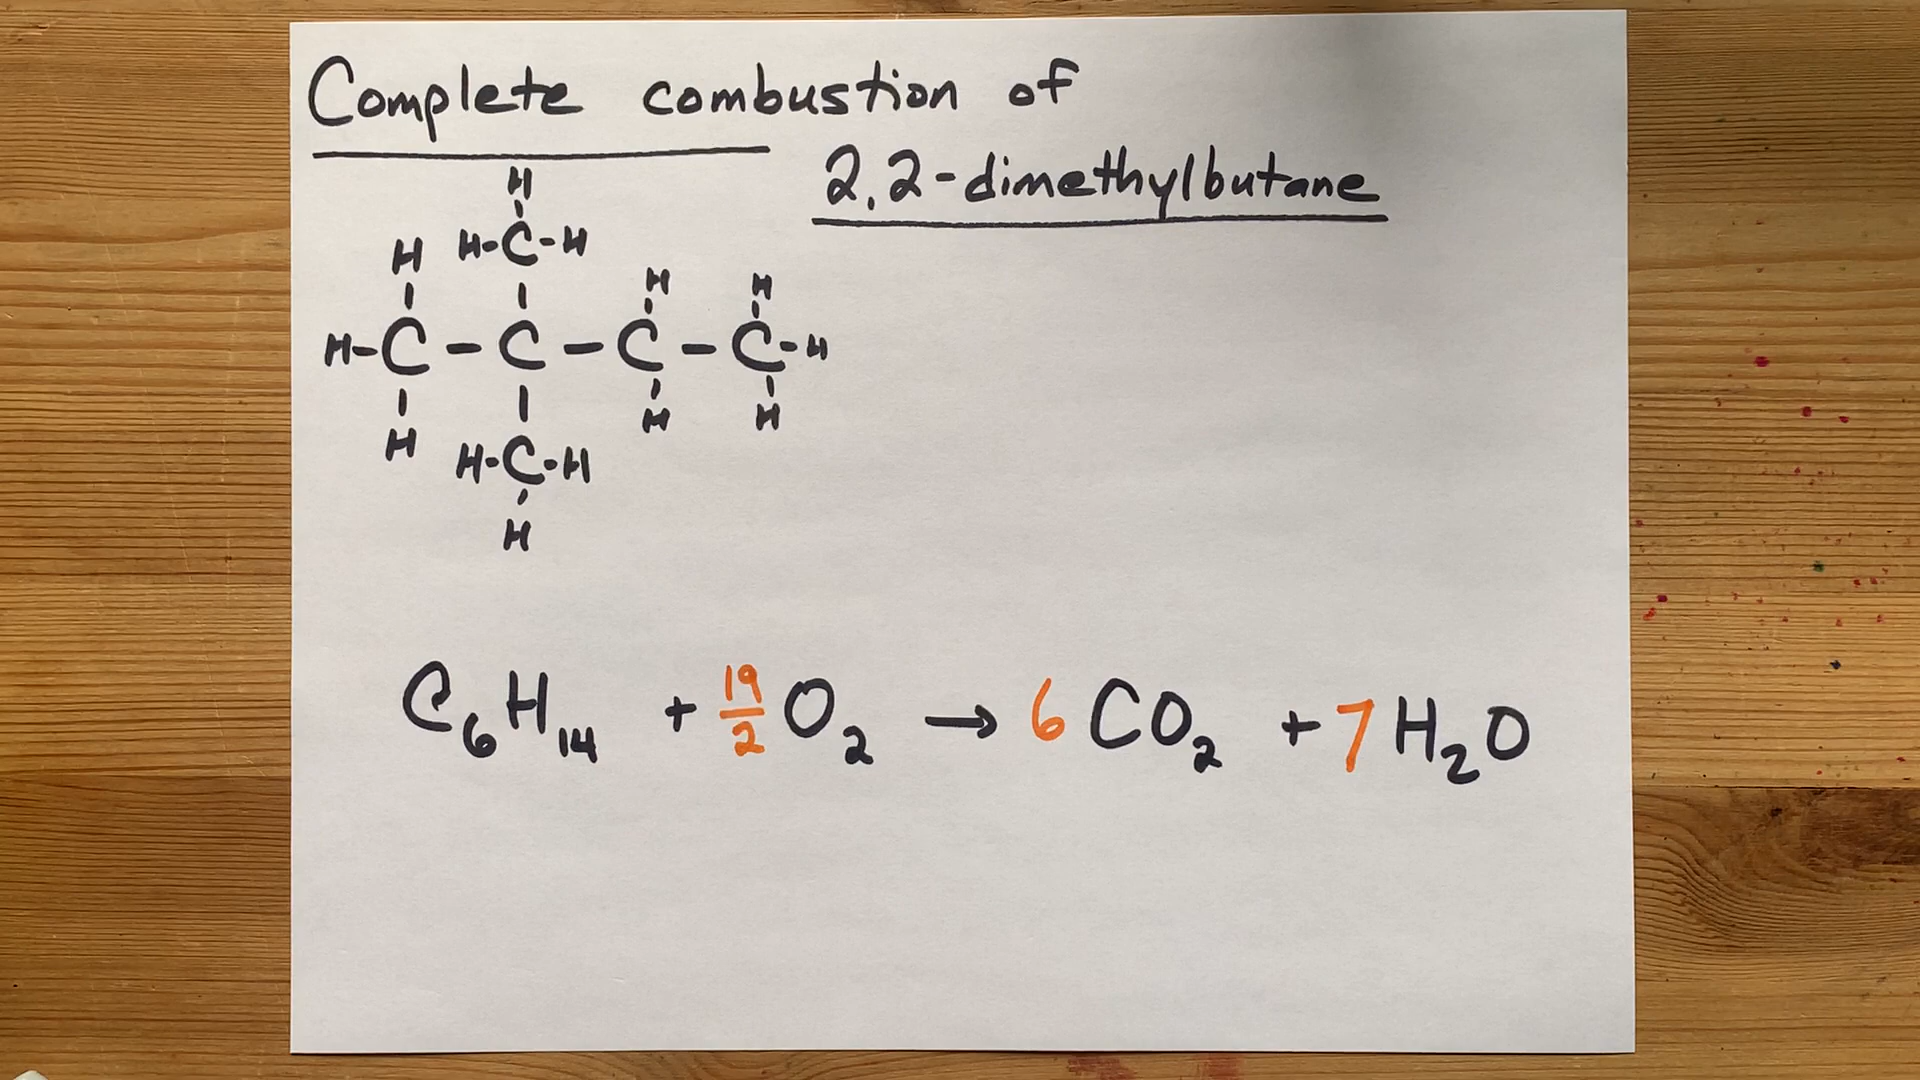 Complete combustion of
2,2-dimethylbutane
H
H H-C-H H H
H-C-C-C-C-H
H H-C-H H H
H
C₆H₁₄ + 19/2 O₂ → 6 CO₂ + 7 H₂O